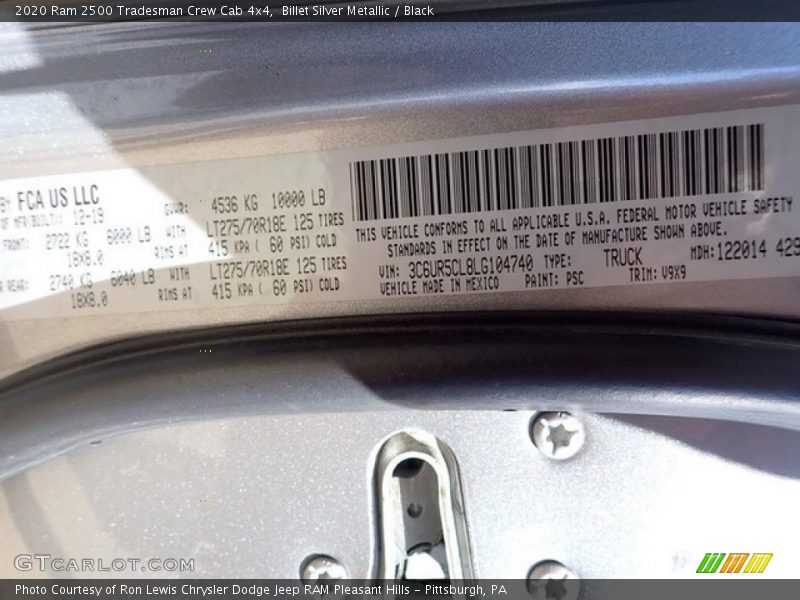 2020 Ram 2500 Tradesman Crew Cab 4x4,  Billet Silver Metallic / Black
BY FCA US LLC
OF MFR/BUILT: 12-19 GVWR: 4536 KG 10000 LB
FRONT: 2722 KG 6000 LB WITH LT275/70R18E 125 TIRES
18X8.0 RIMS AT 415 KPA ( 60 PSI) COLD
REAR: 2740 KG 6040 LB WITH LT275/70R18E 125 TIRES
18X8.0 RIMS AT 415 KPA ( 60 PSI) COLD
THIS VEHICLE CONFORMS TO ALL APPLICABLE U.S.A. FEDERAL MOTOR VEHICLE SAFETY
STANDARDS IN EFFECT ON THE DATE OF MANUFACTURE SHOWN ABOVE.
VIN: 3C6UR5CL8LG104740 TYPE: TRUCK MDH: 122014 425
VEHICLE MADE IN MEXICO PAINT: PSC TRIM: V9X9
GTcarlot.com
Photo Courtesy of Ron Lewis Chrysler Dodge Jeep RAM Pleasant Hills - Pittsburgh, PA